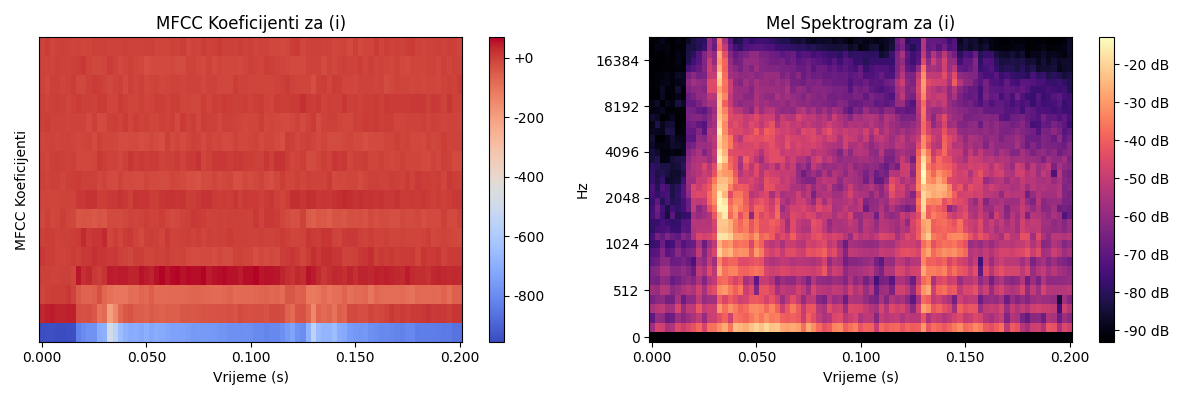 MFCC Koeficijenti za (i)
MFCC Koeficijenti
0.000
0.050
0.100
0.150
0.200
Vrijeme (s)
+0
-200
-400
-600
-800
Mel Spektrogram za (i)
Hz
16384
8192
4096
2048
1024
512
0
0.000
0.050
0.100
0.150
0.200
Vrijeme (s)
-20 dB
-30 dB
-40 dB
-50 dB
-60 dB
-70 dB
-80 dB
-90 dB